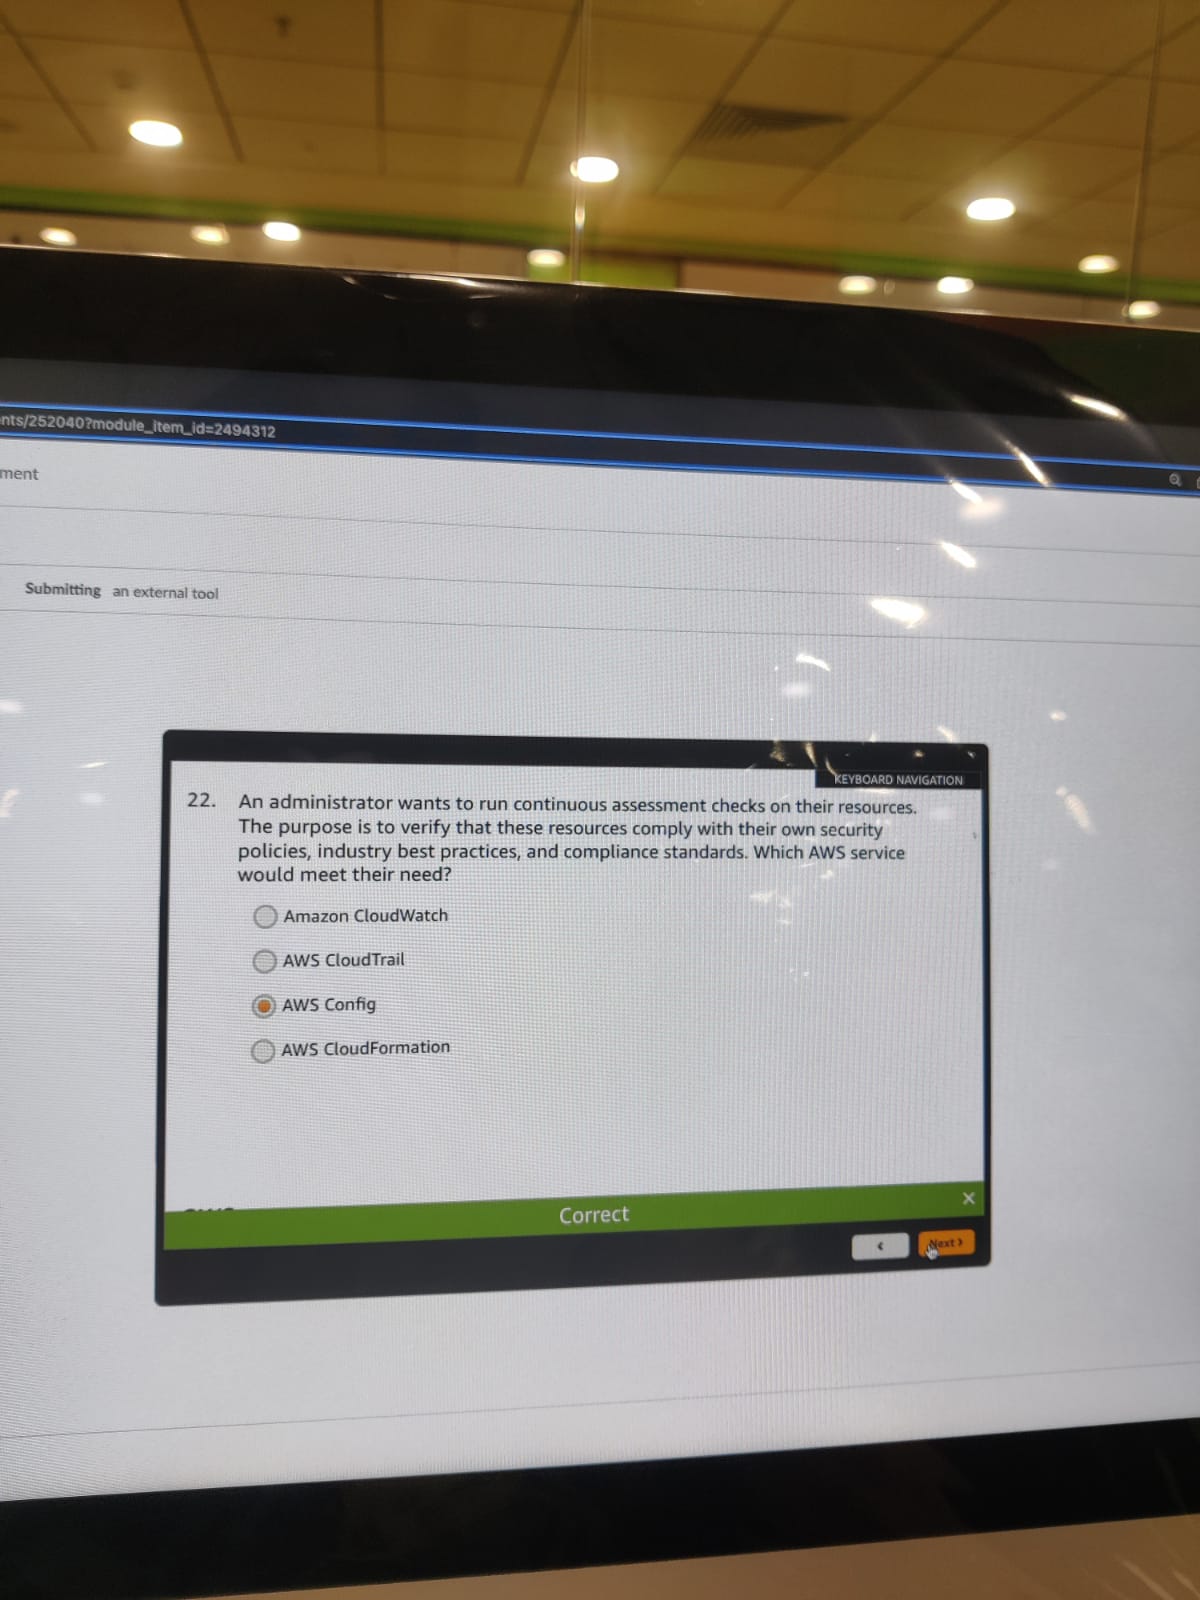 nts/252040?module_item_id=2494312
ment
Submitting an external tool
KEYBOARD NAVIGATION
22. An administrator wants to run continuous assessment checks on their resources.
The purpose is to verify that these resources comply with their own security
policies, industry best practices, and compliance standards. Which AWS service
would meet their need?
Amazon CloudWatch
AWS CloudTrail
AWS Config
AWS CloudFormation
Correct
Next